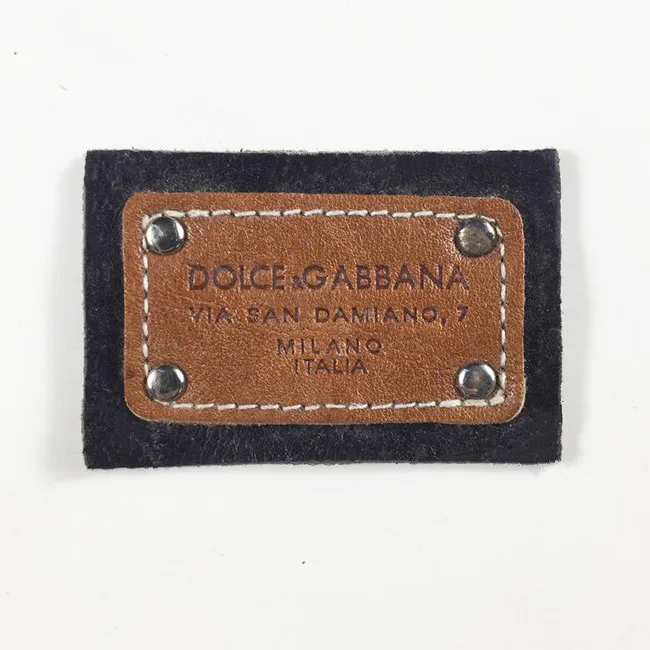 DOLCE&GABBANA
VIA SAN DAMIANO, 7
MILANO
ITALIA